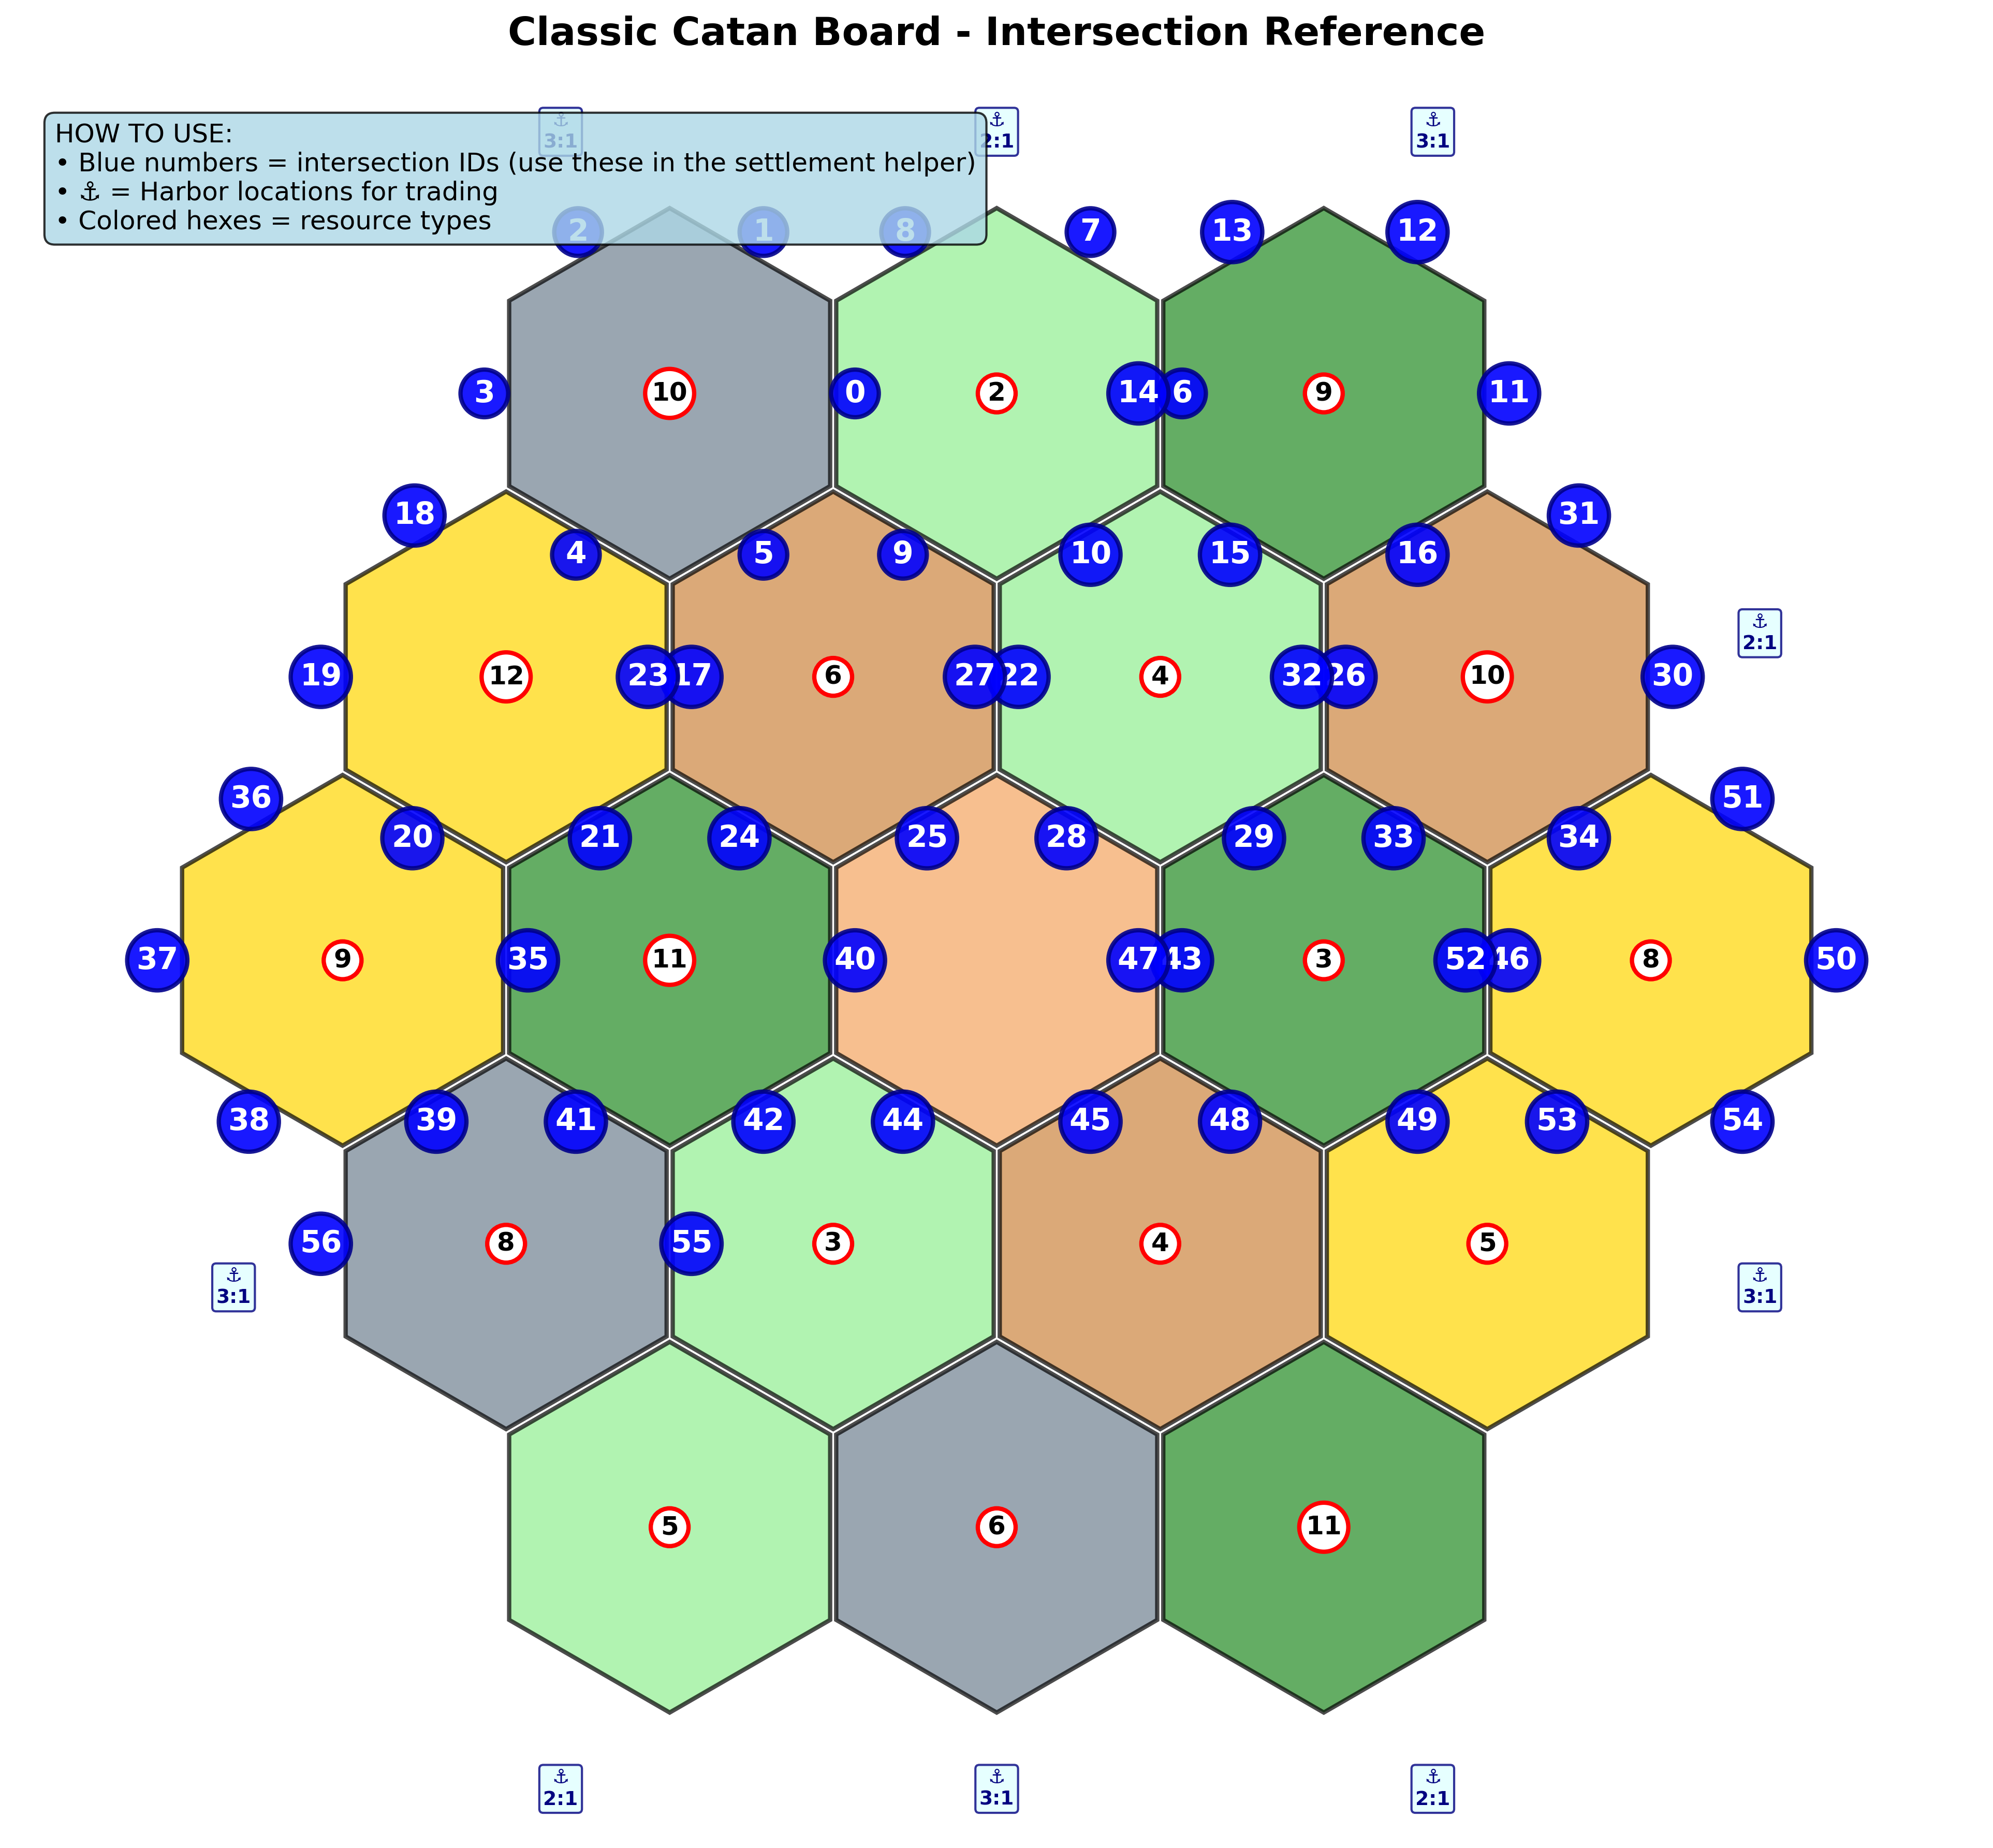 Classic Catan Board - Intersection Reference
⚓ 3:1
⚓ 2:1
⚓ 3:1
HOW TO USE:
• Blue numbers = intersection IDs (use these in the settlement helper)
• ⚓ = Harbor locations for trading
• Colored hexes = resource types
2 1 8 7 13 12
3 10 0 2 14 6 9 11
18 31
4 5 9 10 15 16
⚓ 2:1
19 12 23 17 6 27 22 4 32 26 10 30
36 51
20 21 24 25 28 29 33 34
37 9 35 11 40 47 43 3 52 46 8 50
38 39 41 42 44 45 48 49 53 54
56 8 55 3 4 5
⚓ 3:1
⚓ 3:1
5 6 11
⚓ 2:1
⚓ 3:1
⚓ 2:1